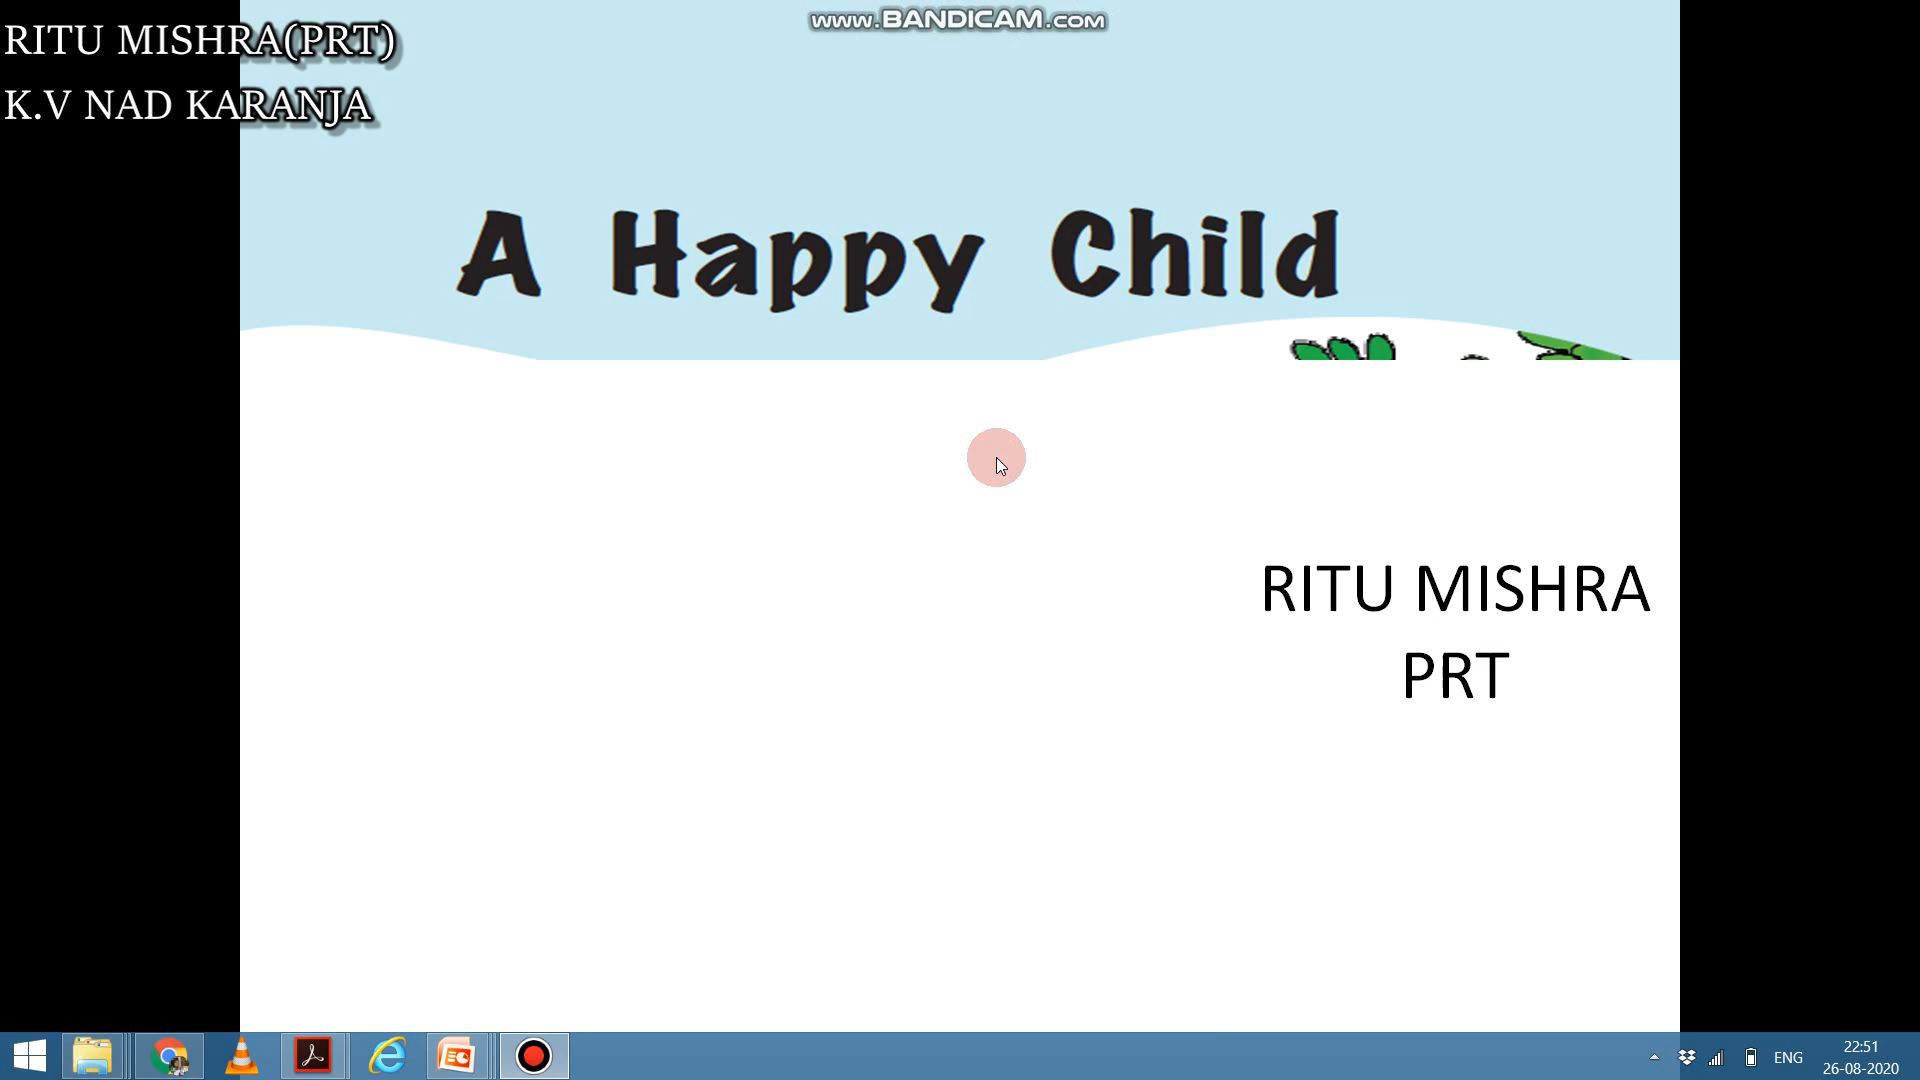 www.BANDICAM.com
RITU MISHRA(PRT)
K.V NAD KARANJA
A Happy Child
RITU MISHRA
PRT
ENG
22:51
26-08-2020